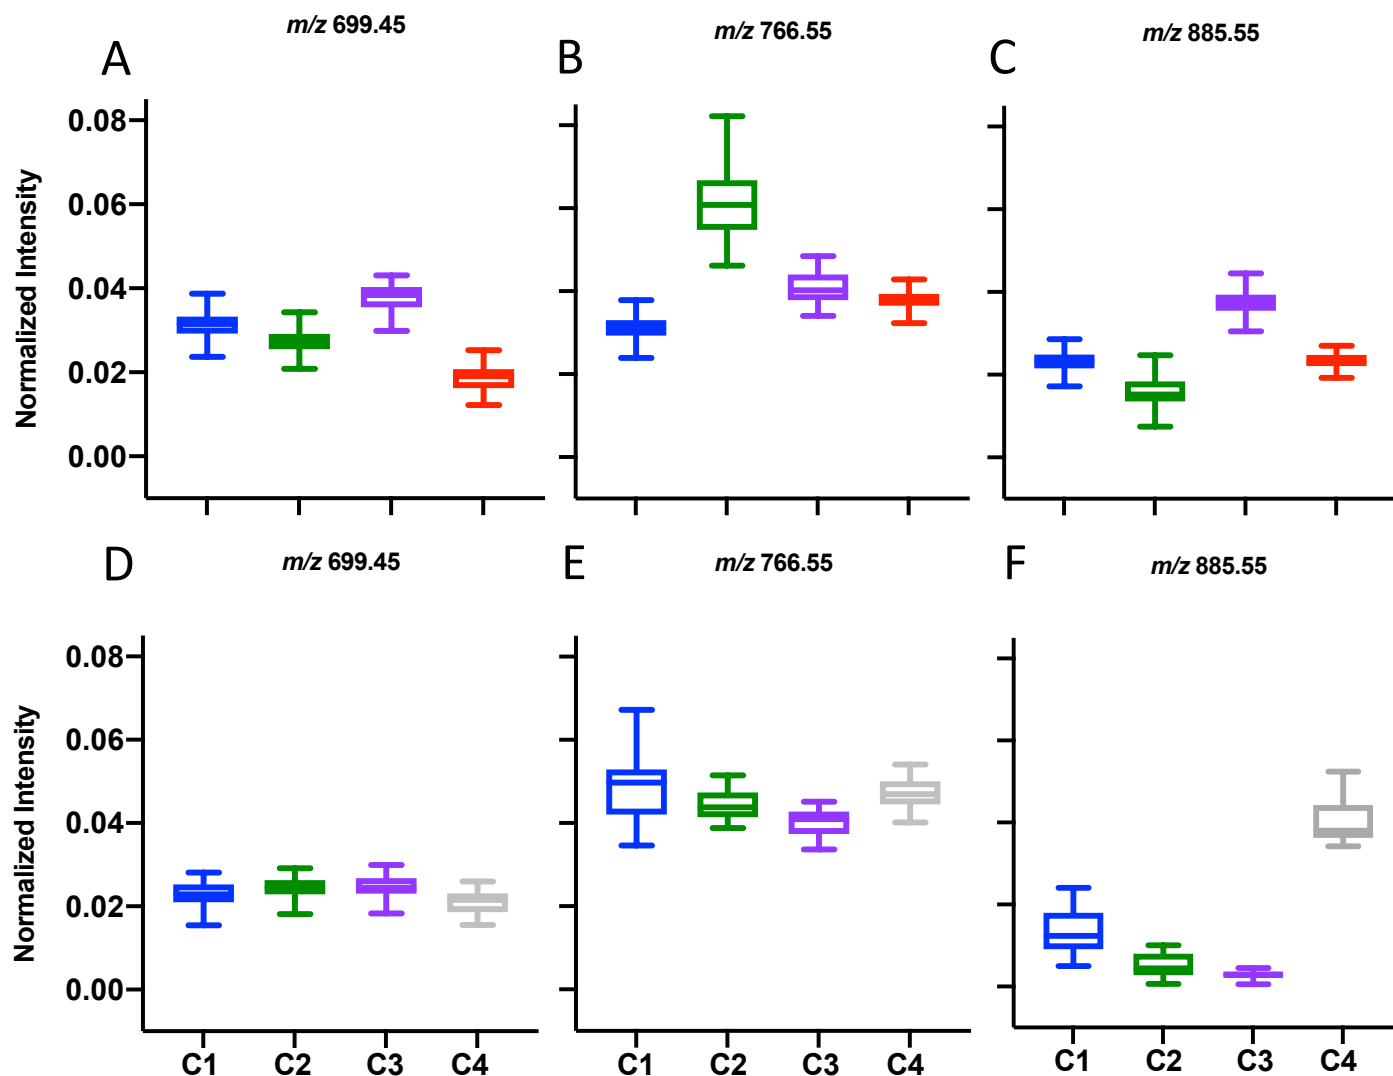 A
m/z 699.45
B
m/z 766.55
C
m/z 885.55
Normalized Intensity
0.08
0.06
0.04
0.02
0.00
D
m/z 699.45
E
m/z 766.55
F
m/z 885.55
Normalized Intensity
0.08
0.06
0.04
0.02
0.00
C1 C2 C3 C4
C1 C2 C3 C4
C1 C2 C3 C4